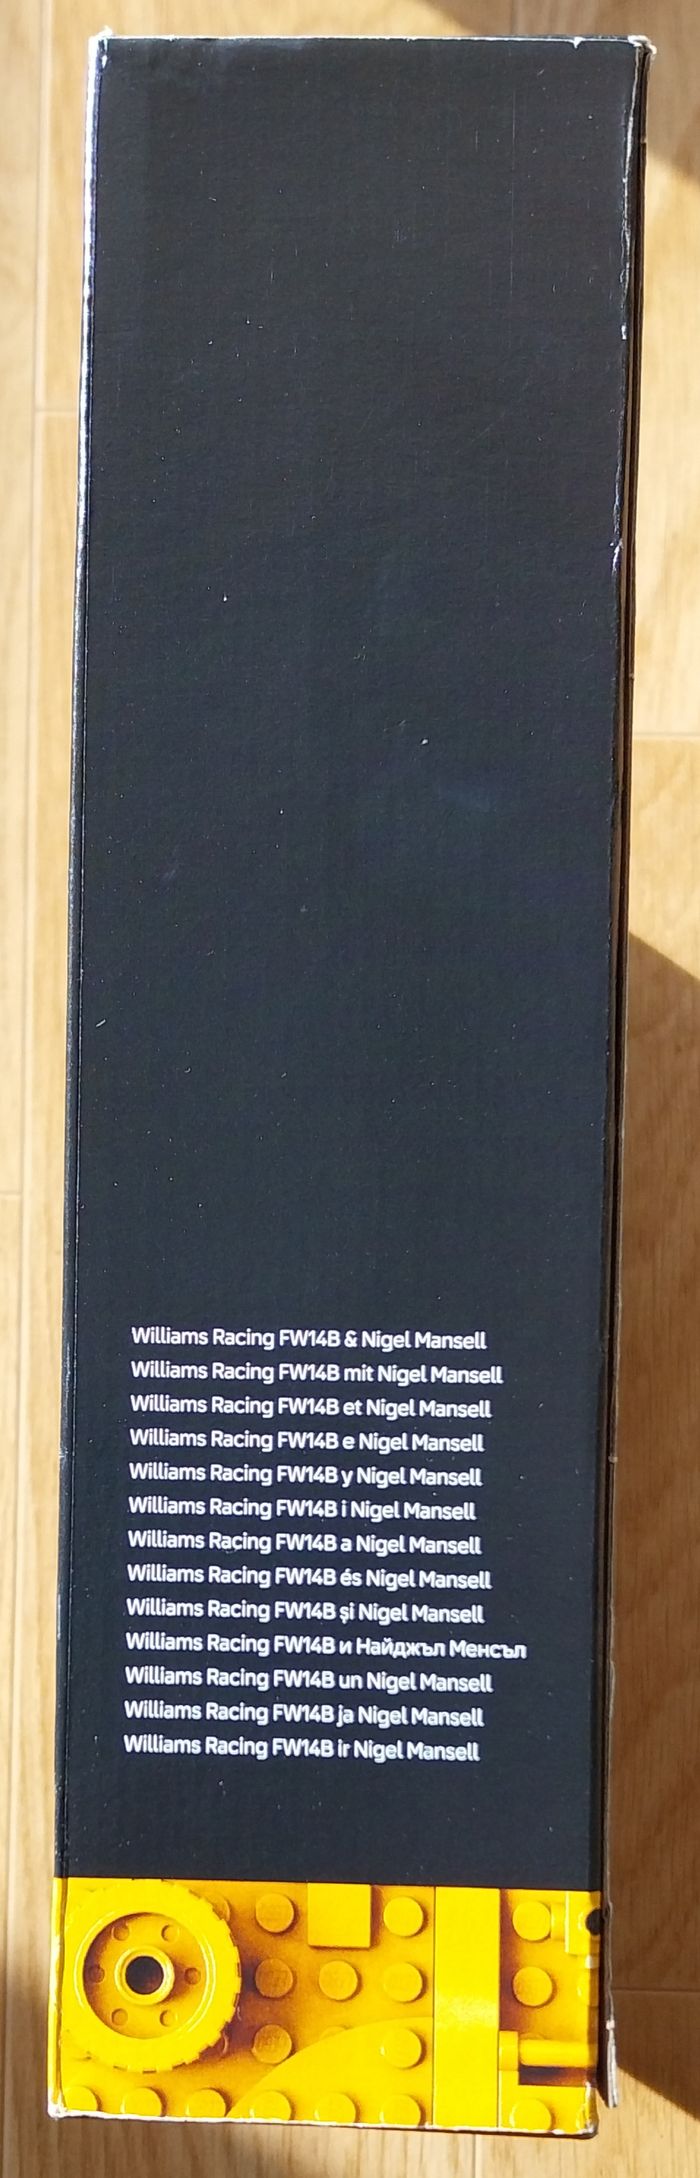 Williams Racing FW14B & Nigel Mansell
Williams Racing FW14B mit Nigel Mansell
Williams Racing FW14B et Nigel Mansell
Williams Racing FW14B e Nigel Mansell
Williams Racing FW14B y Nigel Mansell
Williams Racing FW14B i Nigel Mansell
Williams Racing FW14B a Nigel Mansell
Williams Racing FW14B és Nigel Mansell
Williams Racing FW14B și Nigel Mansell
Williams Racing FW14B и Найджъл Менсъл
Williams Racing FW14B un Nigel Mansell
Williams Racing FW14B ja Nigel Mansell
Williams Racing FW14B ir Nigel Mansell